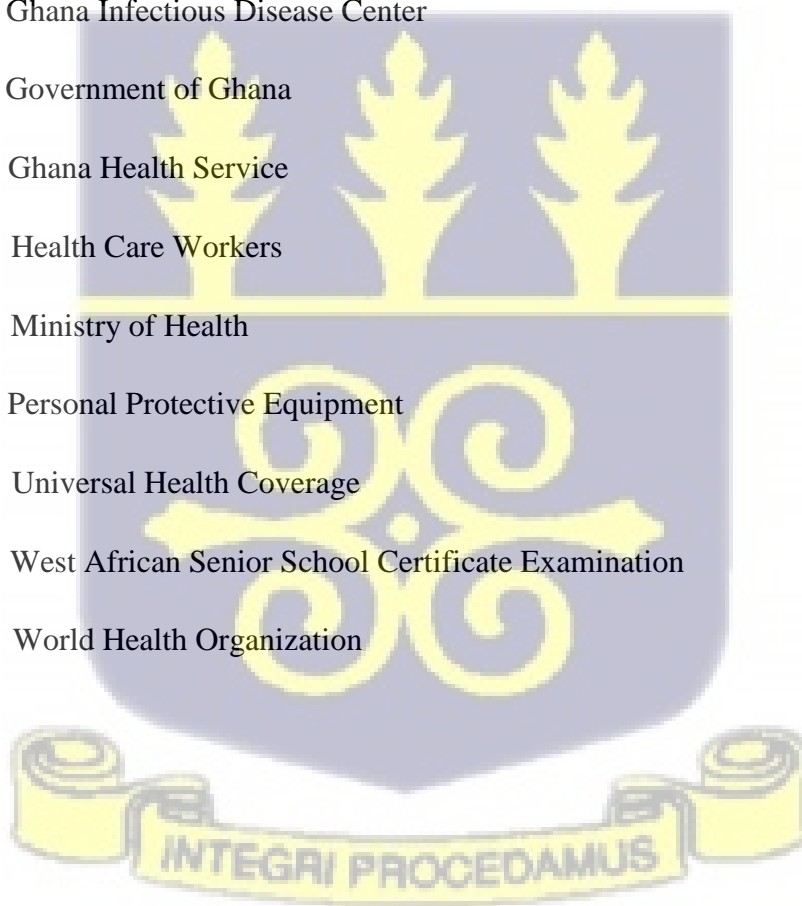 Ghana Infectious Disease Center
Government of Ghana
Ghana Health Service
Health Care Workers
Ministry of Health
Personal Protective Equipment
Universal Health Coverage
West African Senior School Certificate Examination
World Health Organization
INTEGRI PROCEDAMUS